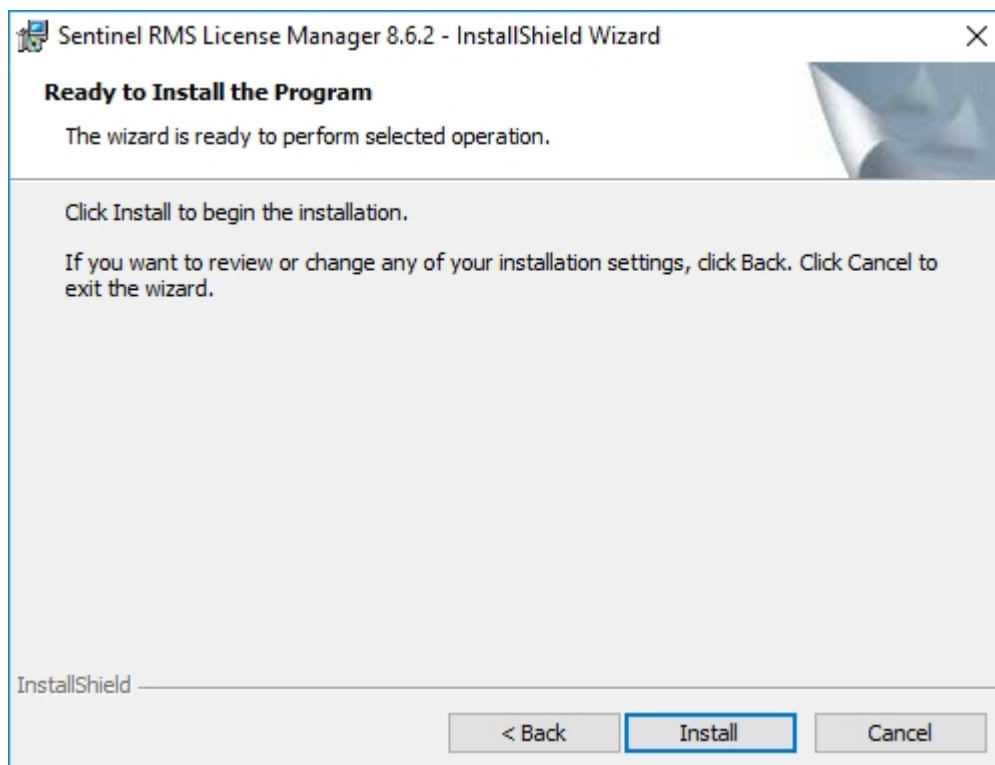 Sentinel RMS License Manager 8.6.2 - InstallShield Wizard
Ready to Install the Program
The wizard is ready to perform selected operation.
Click Install to begin the installation.
If you want to review or change any of your installation settings, click Back. Click Cancel to
exit the wizard.
InstallShield
< Back Install Cancel